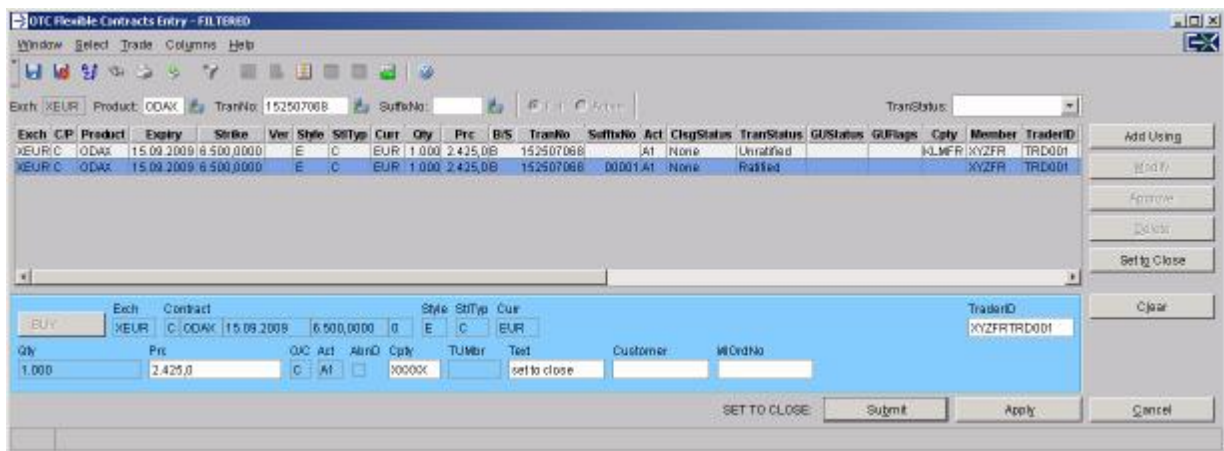 OTC Flexible Contracts Entry - FILTERED
Window Select Trade Columns Help
Exch: XEUR Product: ODAX TranNo: 152507068 SuffixNo: Full Active TranStatus:
Exch C/P Product Expiry Strike Ver Style StlTyp Curr Qty Prc B/S TranNo SuffixNo Act ClsgStatus TranStatus GUStatus GUFlags Cpty Member TraderID
XEUR C ODAX 15.09.2009 6.500,0000 E C EUR 1.000 2.425,0 B 152507068 A1 None Unratified KLMFR XYZFR TRD001
XEUR C ODAX 15.09.2009 6.500,0000 E C EUR 1.000 2.425,0 B 152507068 00001 A1 None Ratified XYZFR TRD001
Add Using
Modify
Approve
Delete
Set to Close
Clear
Exch Contract Style StlTyp Curr TraderID
BUY XEUR C ODAX 15.09.2009 6.500,0000 0 E C EUR XYZFRTRD001
Qty Prc O/C Act Cpty TUMbr Text Customer MIOrdNo
1.000 2.425,0 C A1 XXXXX set to close
SET TO CLOSE: Submit Apply Cancel